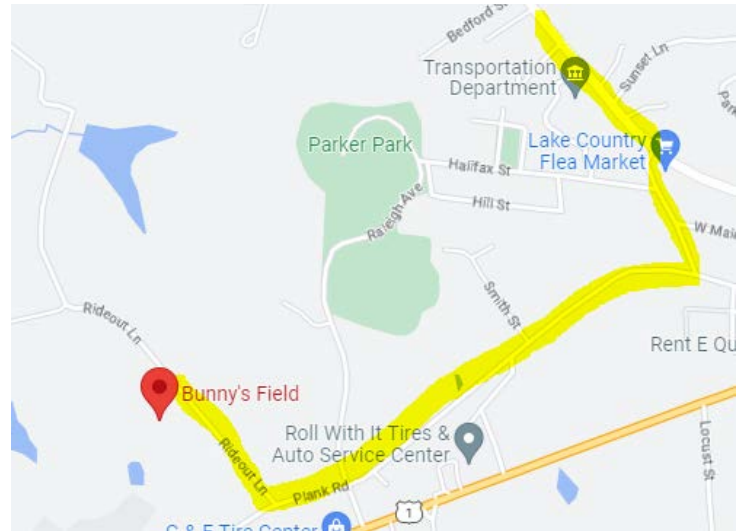 Bedford St
Transportation
Department
Sunset Ln
Lake Country
Flea Market
Parker Park
Halifax St
Hill St
Raleigh Ave
W Main
Smith St
Rideout Ln
Rent E Qu
Bunny's Field
Roll With It Tires &
Auto Service Center
Rideout Ln
Plank Rd
Locust St
1
C & E Tire Center